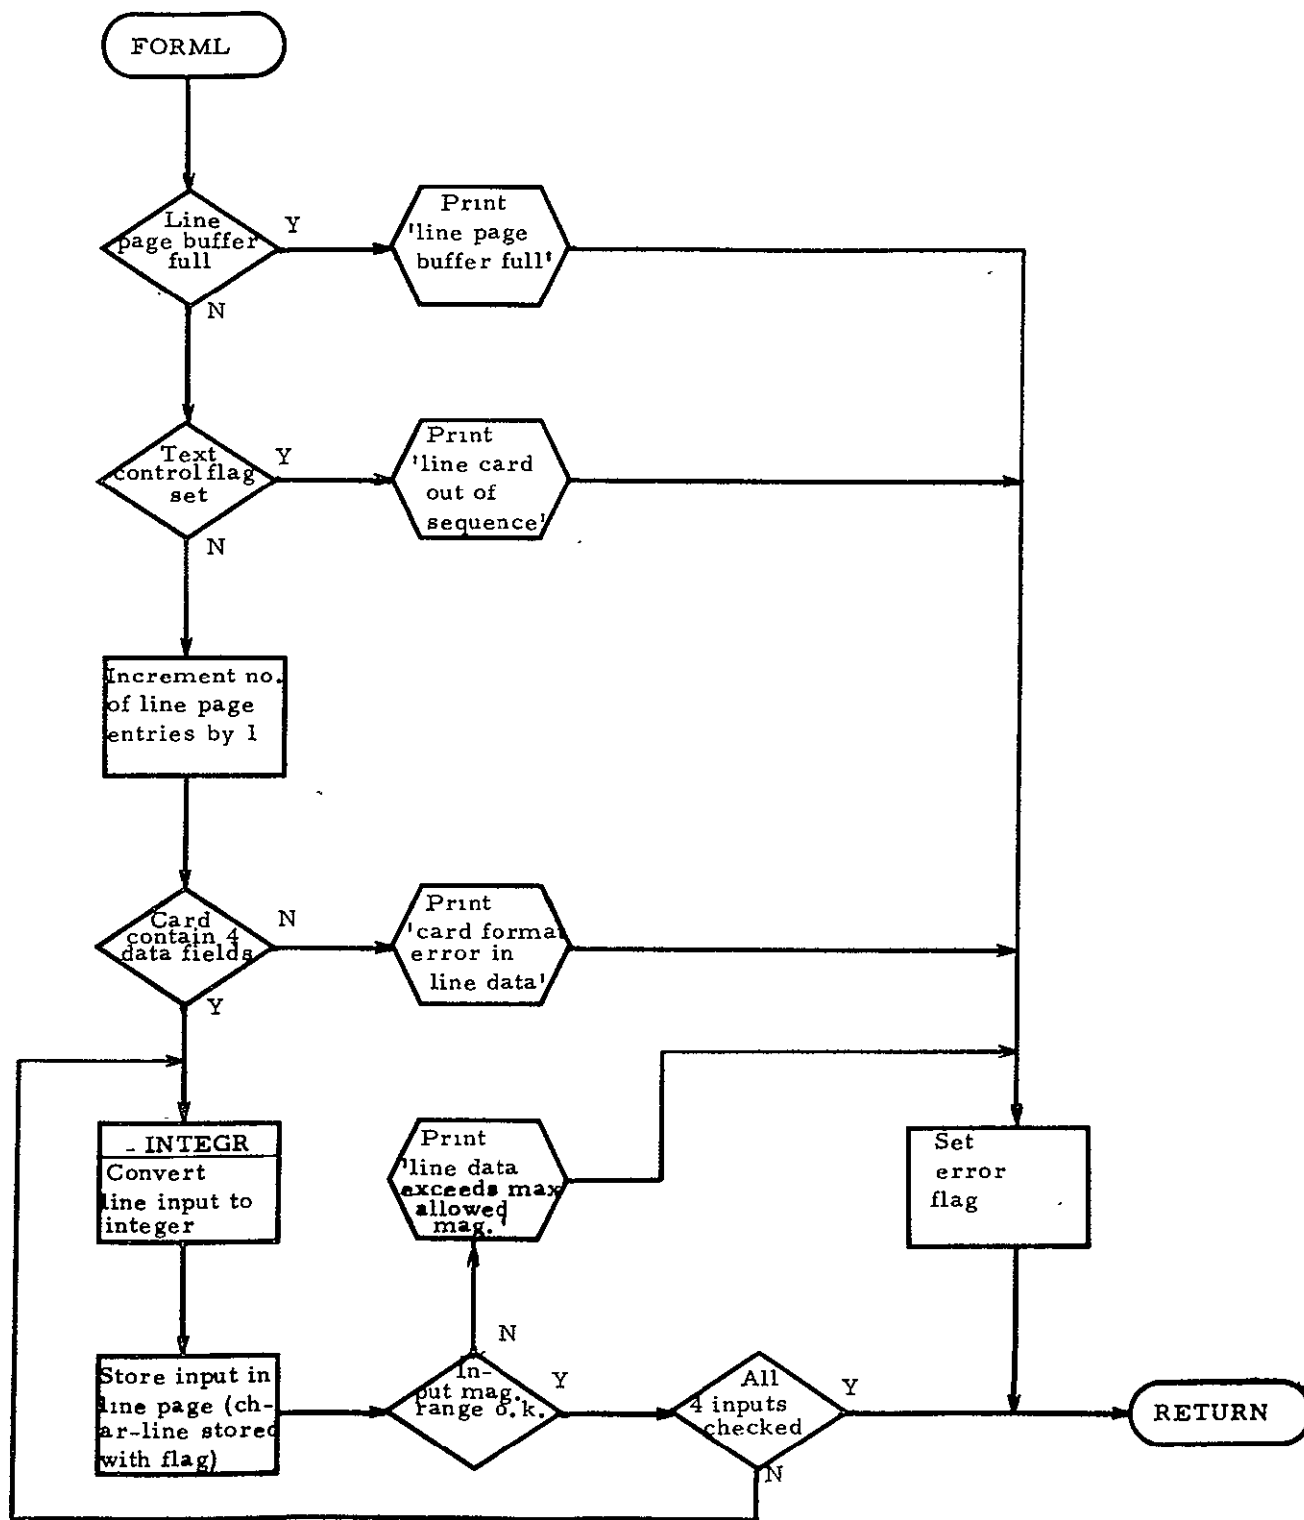 FORML
Line
page buffer
full
Y
N
Print
'line page
buffer full'
Text
control flag
set
Y
N
Print
'line card
out of
sequence'
Increment no.
of line page
entries by 1
Card
contain 4
data fields
N
Y
Print
'card format
error in
line data'
- INTEGR
Convert
line input to
integer
Print
'line data
exceeds max
allowed
mag.'
Set
error
flag
Store input in
line page (ch-
ar-line stored
with flag)
In-
put mag.
range o.k.
N
Y
All
4 inputs
checked
Y
N
RETURN